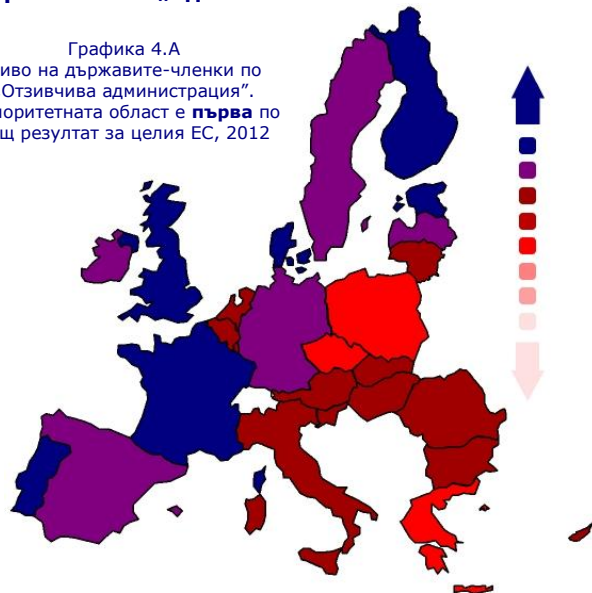 Графика 4.А
иво на държавите-членки по
Отзивчива администрация”.
оритетната област е първа по
щ резултат за целия ЕС, 2012